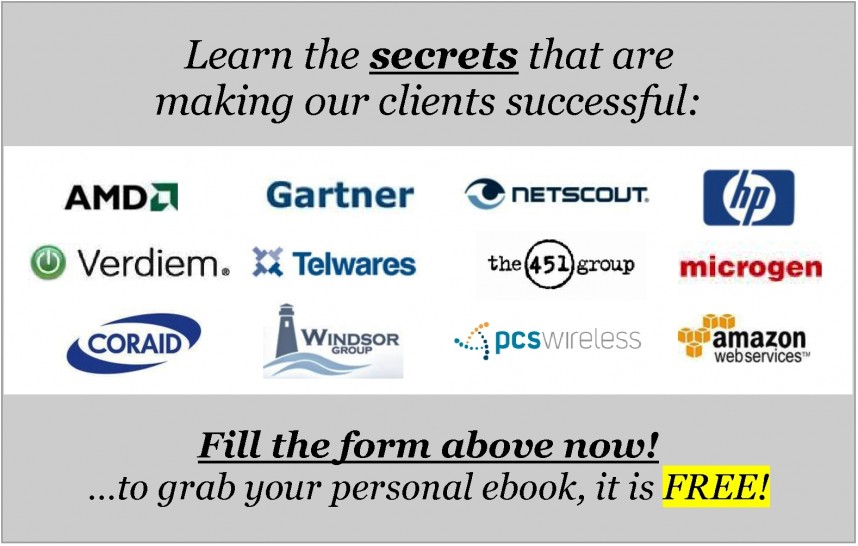 Learn the secrets that are
making our clients successful:
AMD Gartner NETSCOUT. hp
Verdiem® Telwares the 451 group microgen
CORAID WINDSOR GROUP pcswireless amazon webservices™
Fill the form above now!
...to grab your personal ebook, it is FREE!